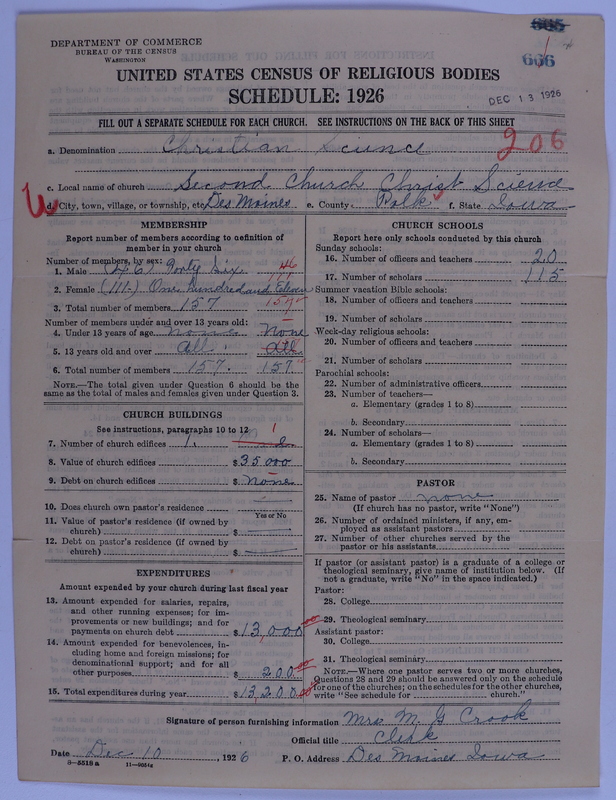 DEPARTMENT OF COMMERCE
BUREAU OF THE CENSUS
WASHINGTON
665
1
666
UNITED STATES CENSUS OF RELIGIOUS BODIES
SCHEDULE: 1926
DEC 13 1926
FILL OUT A SEPARATE SCHEDULE FOR EACH CHURCH. SEE INSTRUCTIONS ON THE BACK OF THIS SHEET
a. Denomination Christian Science 206
c. Local name of church Second Church Christ Science
d. City, town, village, or township, etc Des Moines e. County Polk f. State Iowa
MEMBERSHIP
Report number of members according to definition of
member in your church
Number of members, by sex:
1. Male (46) Forty Six 46
2. Female (111) One hundred and Eleven
3. Total number of members 157 157
Number of members under and over 13 years old:
4. Under 13 years of age None None
5. 13 years old and over all. all
6. Total number of members 157. 157
NOTE.—The total given under Question 6 should be
the same as the total of males and females given under Question 3.
CHURCH BUILDINGS
See instructions, paragraphs 10 to 12
7. Number of church edifices 1. 1
8. Value of church edifices $35000
9. Debt on church edifices $ None
10. Does church own pastor's residence
Yes or No
11. Value of pastor's residence (if owned by
church) $
12. Debt on pastor's residence (if owned by
church) $
EXPENDITURES
Amount expended by your church during last fiscal year
13. Amount expended for salaries, repairs,
and other running expenses; for im-
provements or new buildings; and for
payments on church debt $13,000
14. Amount expended for benevolences, in-
cluding home and foreign missions; for
denominational support; and for all
other purposes $ 200
15. Total expenditures during year $13,200
CHURCH SCHOOLS
Report here only schools conducted by this church
Sunday schools:
16. Number of officers and teachers 20
17. Number of scholars 115
Summer vacation Bible schools:
18. Number of officers and teachers
19. Number of scholars
Week-day religious schools:
20. Number of officers and teachers
21. Number of scholars
Parochial schools:
22. Number of administrative officers
23. Number of teachers—
a. Elementary (grades 1 to 8)
b. Secondary
24. Number of scholars—
a. Elementary (grades 1 to 8)
b. Secondary
PASTOR
25. Name of pastor none
(If church has no pastor, write "None")
26. Number of ordained ministers, if any, em-
ployed as assistant pastors
27. Number of other churches served by the
pastor or his assistants
If pastor (or assistant pastor) is a graduate of a college or
theological seminary, give name of institution below. (If
not a graduate, write "No" in the space indicated.)
Pastor:
28. College
29. Theological seminary
Assistant pastor:
30. College
31. Theological seminary
NOTE.—Where one pastor serves two or more churches,
Questions 28 and 29 should be answered only on the schedule
for one of the churches; on the schedules for the other churches,
write "See schedule for church."
Signature of person furnishing information Mrs M. G Crook
Official title Clerk
Date Dec 10, 1926 P. O. Address Des Moines Iowa
8—5518a 11—9054a